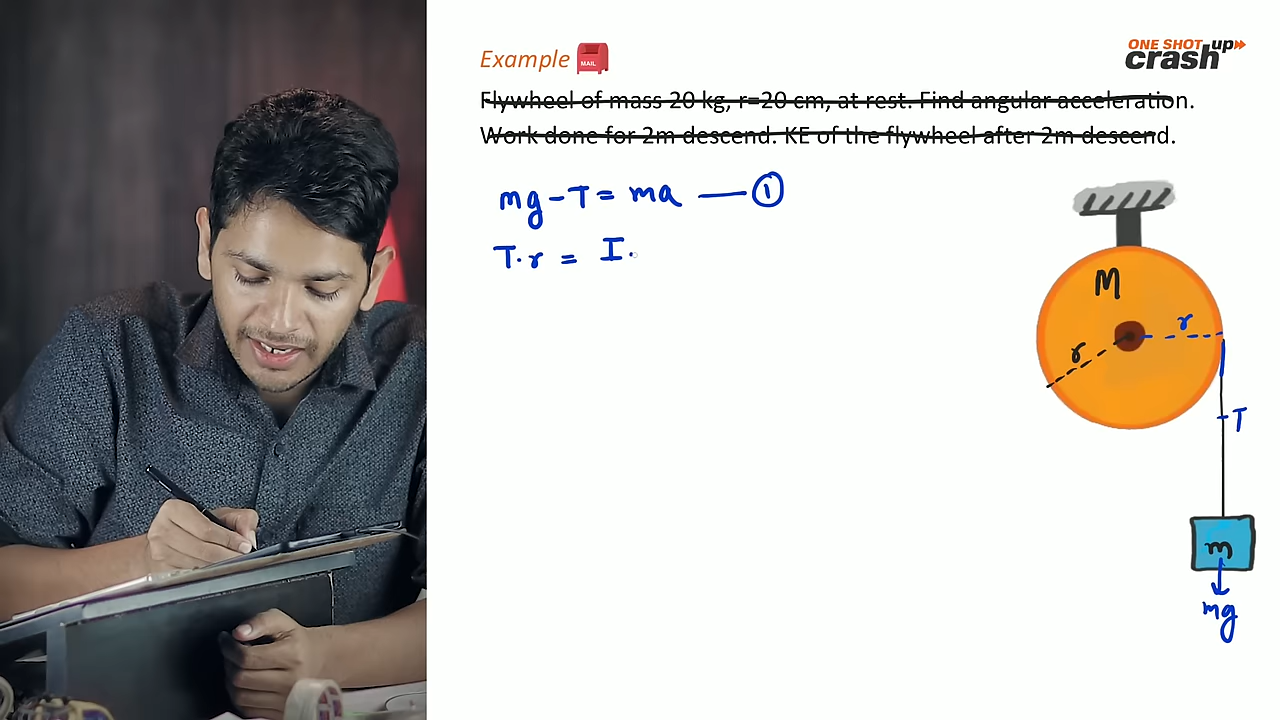 Example
MAIL
ONE SHOT
crash up
Flywheel of mass 20 kg, r=20 cm, at rest. Find angular acceleration.
Work done for 2m descend. KE of the flywheel after 2m descend.
mg - T = ma — ①
T. r = I.
M
r
r
T
m
mg